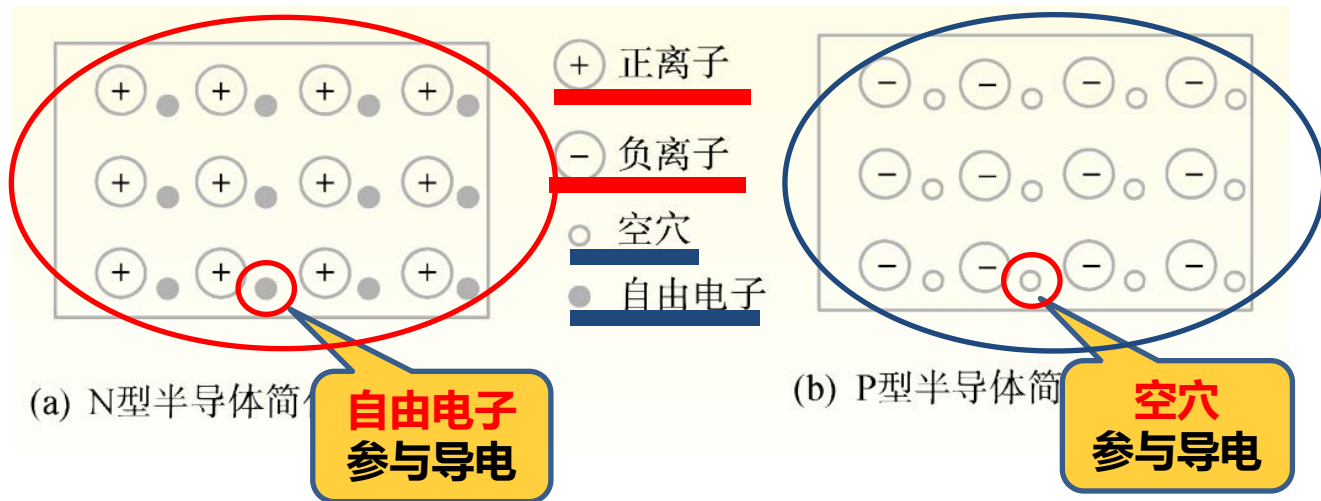 + 正离子
− 负离子
空穴
自由电子
(a) N型半导体简
自由电子
参与导电
(b) P型半导体简
空穴
参与导电